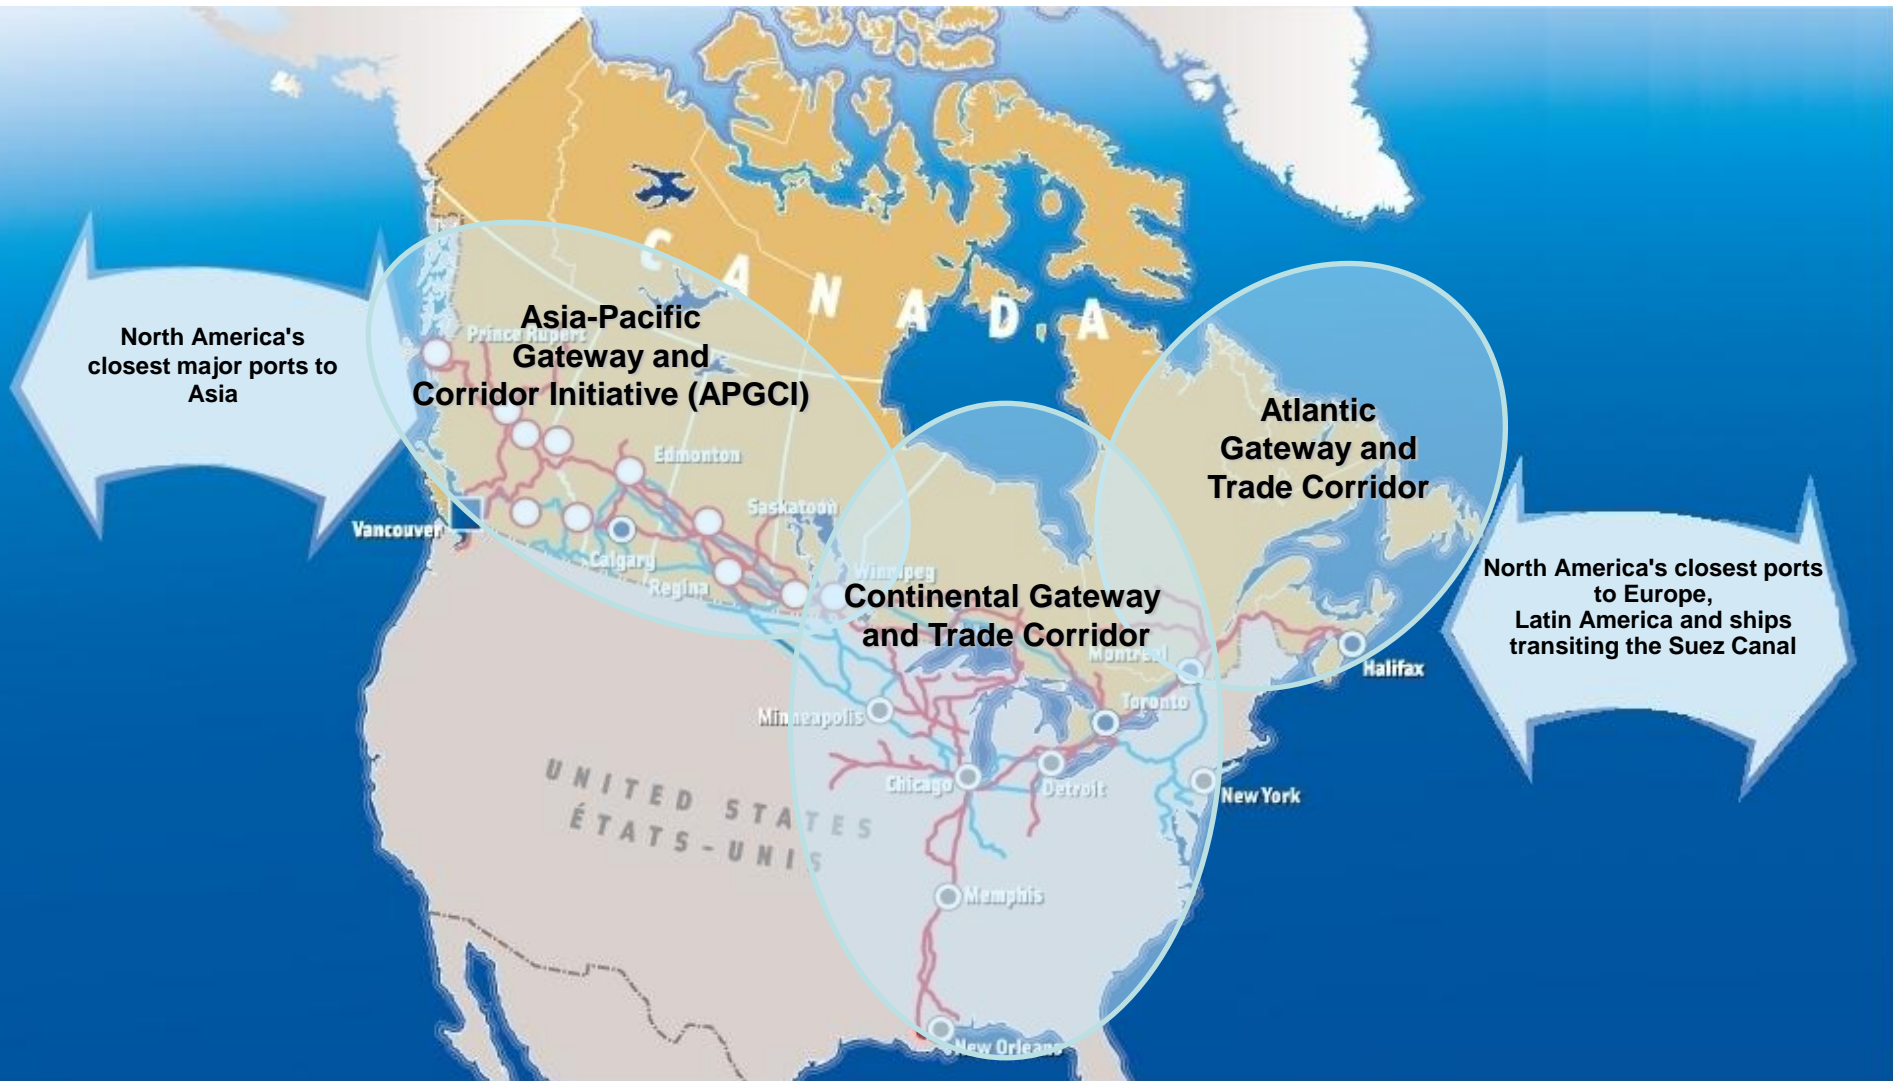 CANADA
Asia-Pacific
Gateway and
Corridor Initiative (APGCI)
North America's
closest major ports to
Asia
Prince Rupert
Atlantic
Gateway and
Trade Corridor
Edmonton
Saskatoon
Vancouver
Calgary
Regina
Winnipeg
Continental Gateway
and Trade Corridor
North America's closest ports
to Europe,
Latin America and ships
transiting the Suez Canal
Montreal
Halifax
Toronto
Minneapolis
Chicago
Detroit
New York
UNITED STATES
ÉTATS-UNIS
Memphis
New Orleans